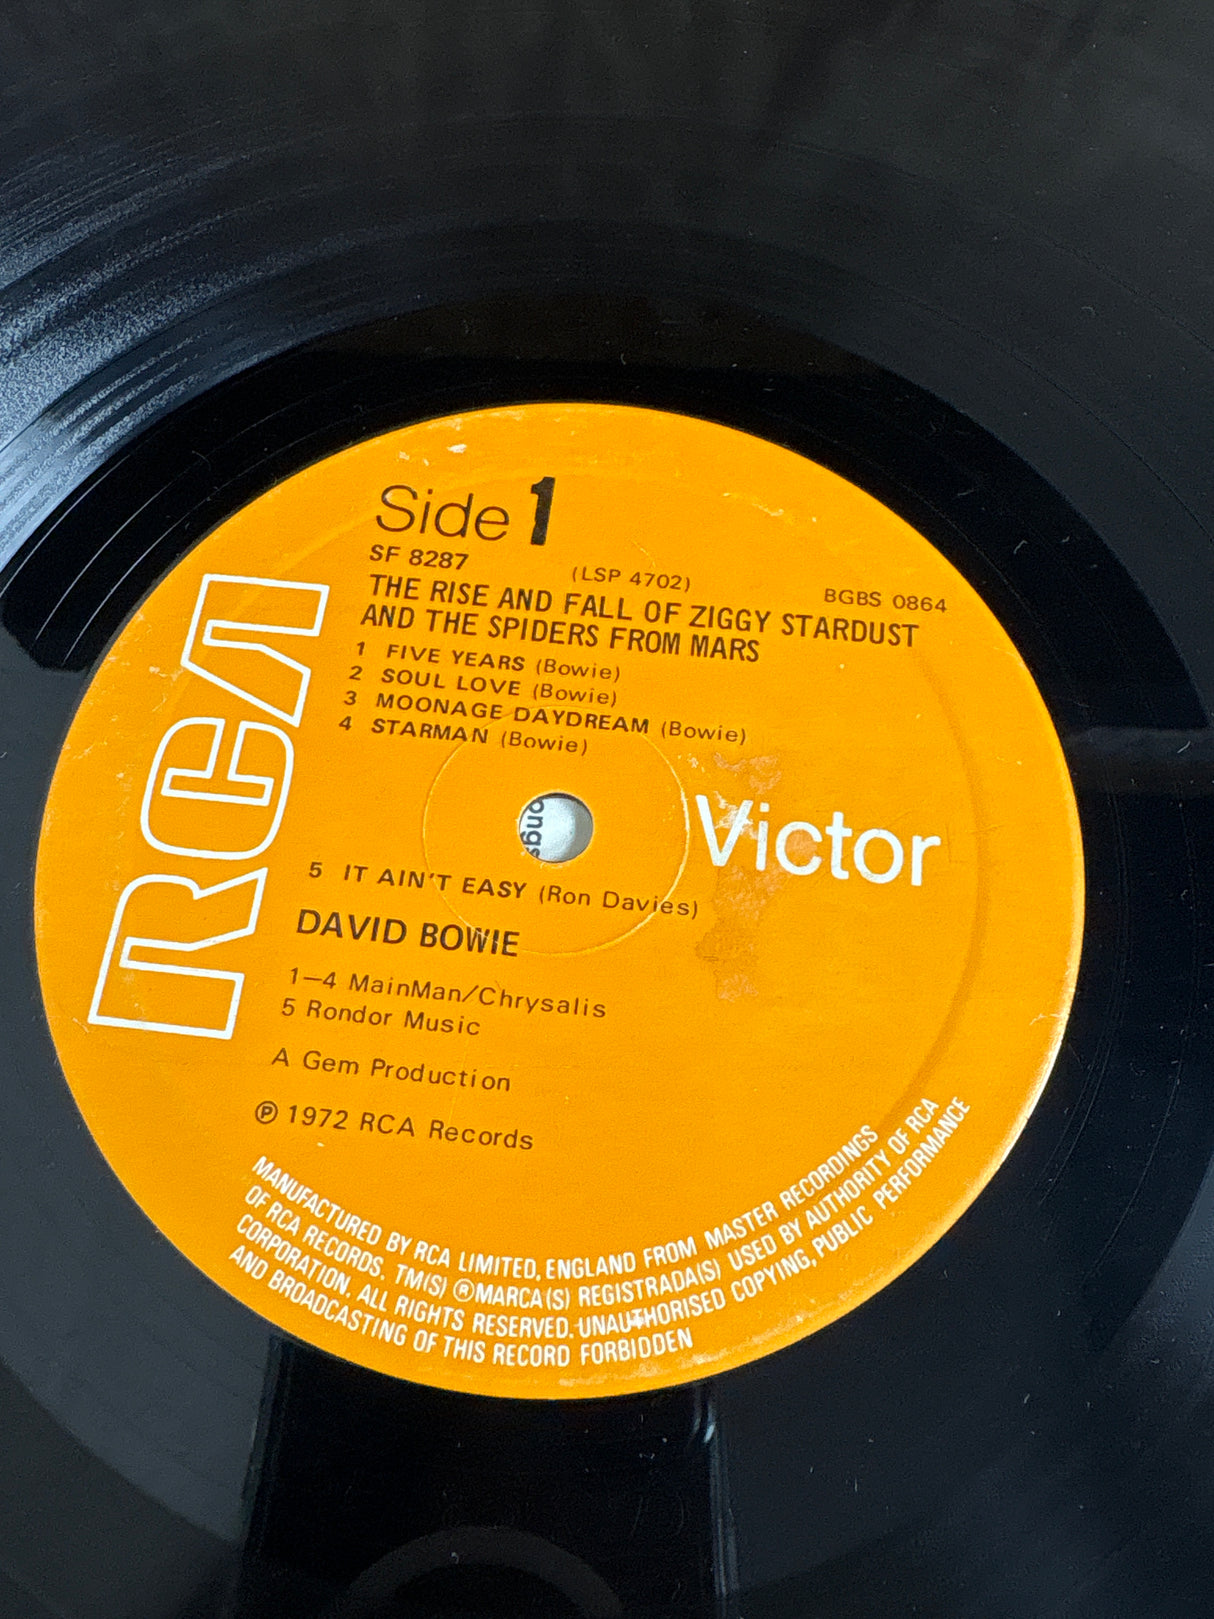 Side 1
SF 8287
(LSP 4702)
BGBS 0864
THE RISE AND FALL OF ZIGGY STARDUST
AND THE SPIDERS FROM MARS
1 FIVE YEARS (Bowie)
2 SOUL LOVE (Bowie)
3 MOONAGE DAYDREAM (Bowie)
4 STARMAN (Bowie)
RCA
Victor
ongs
5 IT AIN'T EASY (Ron Davies)
DAVID BOWIE
1—4 MainMan/Chrysalis
5 Rondor Music
A Gem Production
℗ 1972 RCA Records
MANUFACTURED BY RCA LIMITED, ENGLAND FROM MASTER RECORDINGS
OF RCA RECORDS. TM(S) ® MARCA(S) REGISTRADA(S) USED BY AUTHORITY OF RCA
CORPORATION, ALL RIGHTS RESERVED. UNAUTHORISED COPYING, PUBLIC PERFORMANCE
AND BROADCASTING OF THIS RECORD FORBIDDEN